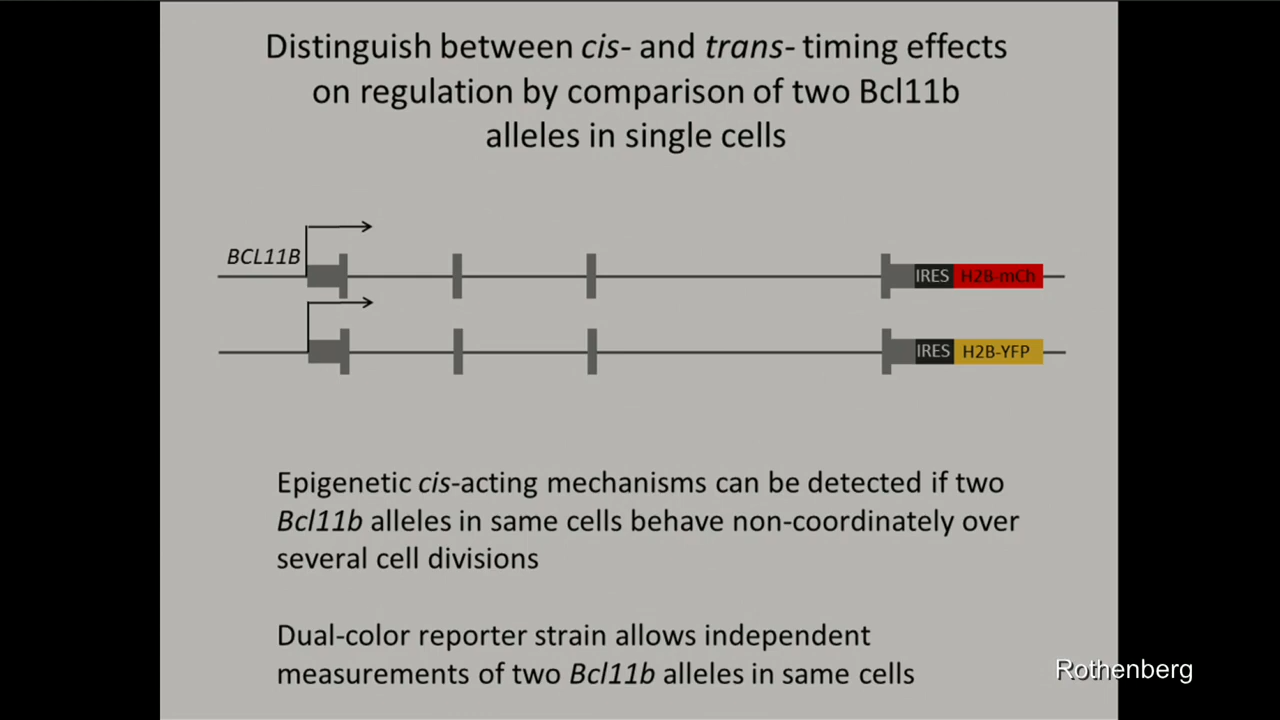 Distinguish between cis- and trans- timing effects
on regulation by comparison of two Bcl11b
alleles in single cells
BCL11B
IRES H2B-mCh
IRES H2B-YFP
Epigenetic cis-acting mechanisms can be detected if two
Bcl11b alleles in same cells behave non-coordinately over
several cell divisions
Dual-color reporter strain allows independent
measurements of two Bcl11b alleles in same cells
Rothenberg